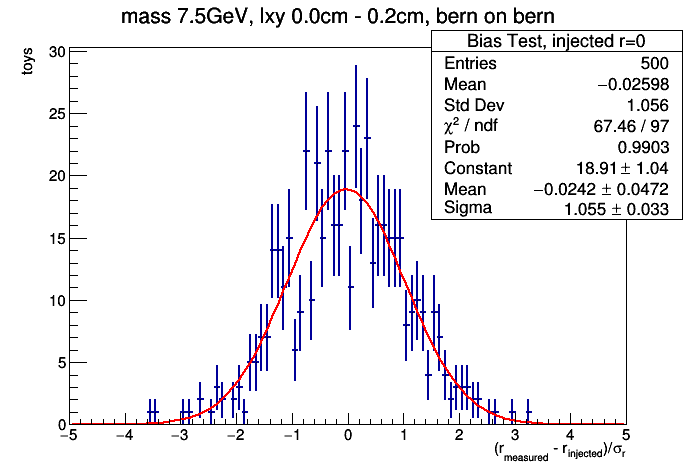 mass 7.5GeV, lxy 0.0cm - 0.2cm, bern on bern
Bias Test, injected r=0
Entries 500
Mean −0.02598
Std Dev 1.056
χ² / ndf 67.46 / 97
Prob 0.9903
Constant 18.91 ± 1.04
Mean −0.0242 ± 0.0472
Sigma 1.055 ± 0.033
toys
30
25
20
15
10
5
0
−5 −4 −3 −2 −1 0 1 2 3 4 5
(r_measured - r_injected)/σ_r